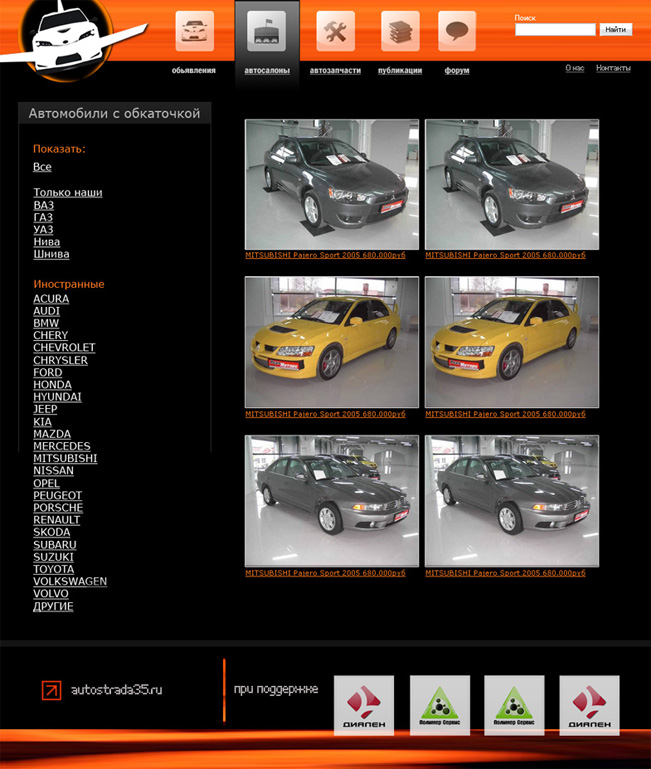 Поиск
Найти
обьявления
автосалоны
автозапчасти
публикации
форум
О нас
Контакты
Автомобили с обкаточкой
Показать:
Все
Только наши
ВАЗ
ГАЗ
УАЗ
Нива
Шнива
Иностранные
ACURA
AUDI
BMW
CHERY
CHEVROLET
CHRYSLER
FORD
HONDA
HYUNDAI
JEEP
KIA
MAZDA
MERCEDES
MITSUBISHI
NISSAN
OPEL
PEUGEOT
PORSCHE
RENAULT
SKODA
SUBARU
SUZUKI
TOYOTA
VOLKSWAGEN
VOLVO
ДРУГИЕ
MITSUBISHI Pajero Sport 2005 680.000руб
MITSUBISHI Pajero Sport 2005 680.000руб
MITSUBISHI Pajero Sport 2005 680.000руб
MITSUBISHI Pajero Sport 2005 680.000руб
MITSUBISHI Pajero Sport 2005 680.000руб
MITSUBISHI Pajero Sport 2005 680.000руб
autostrada35.ru
при поддержке
ДИАЛЕН
Полимер Сервис
Полимер Сервис
ДИАЛЕН